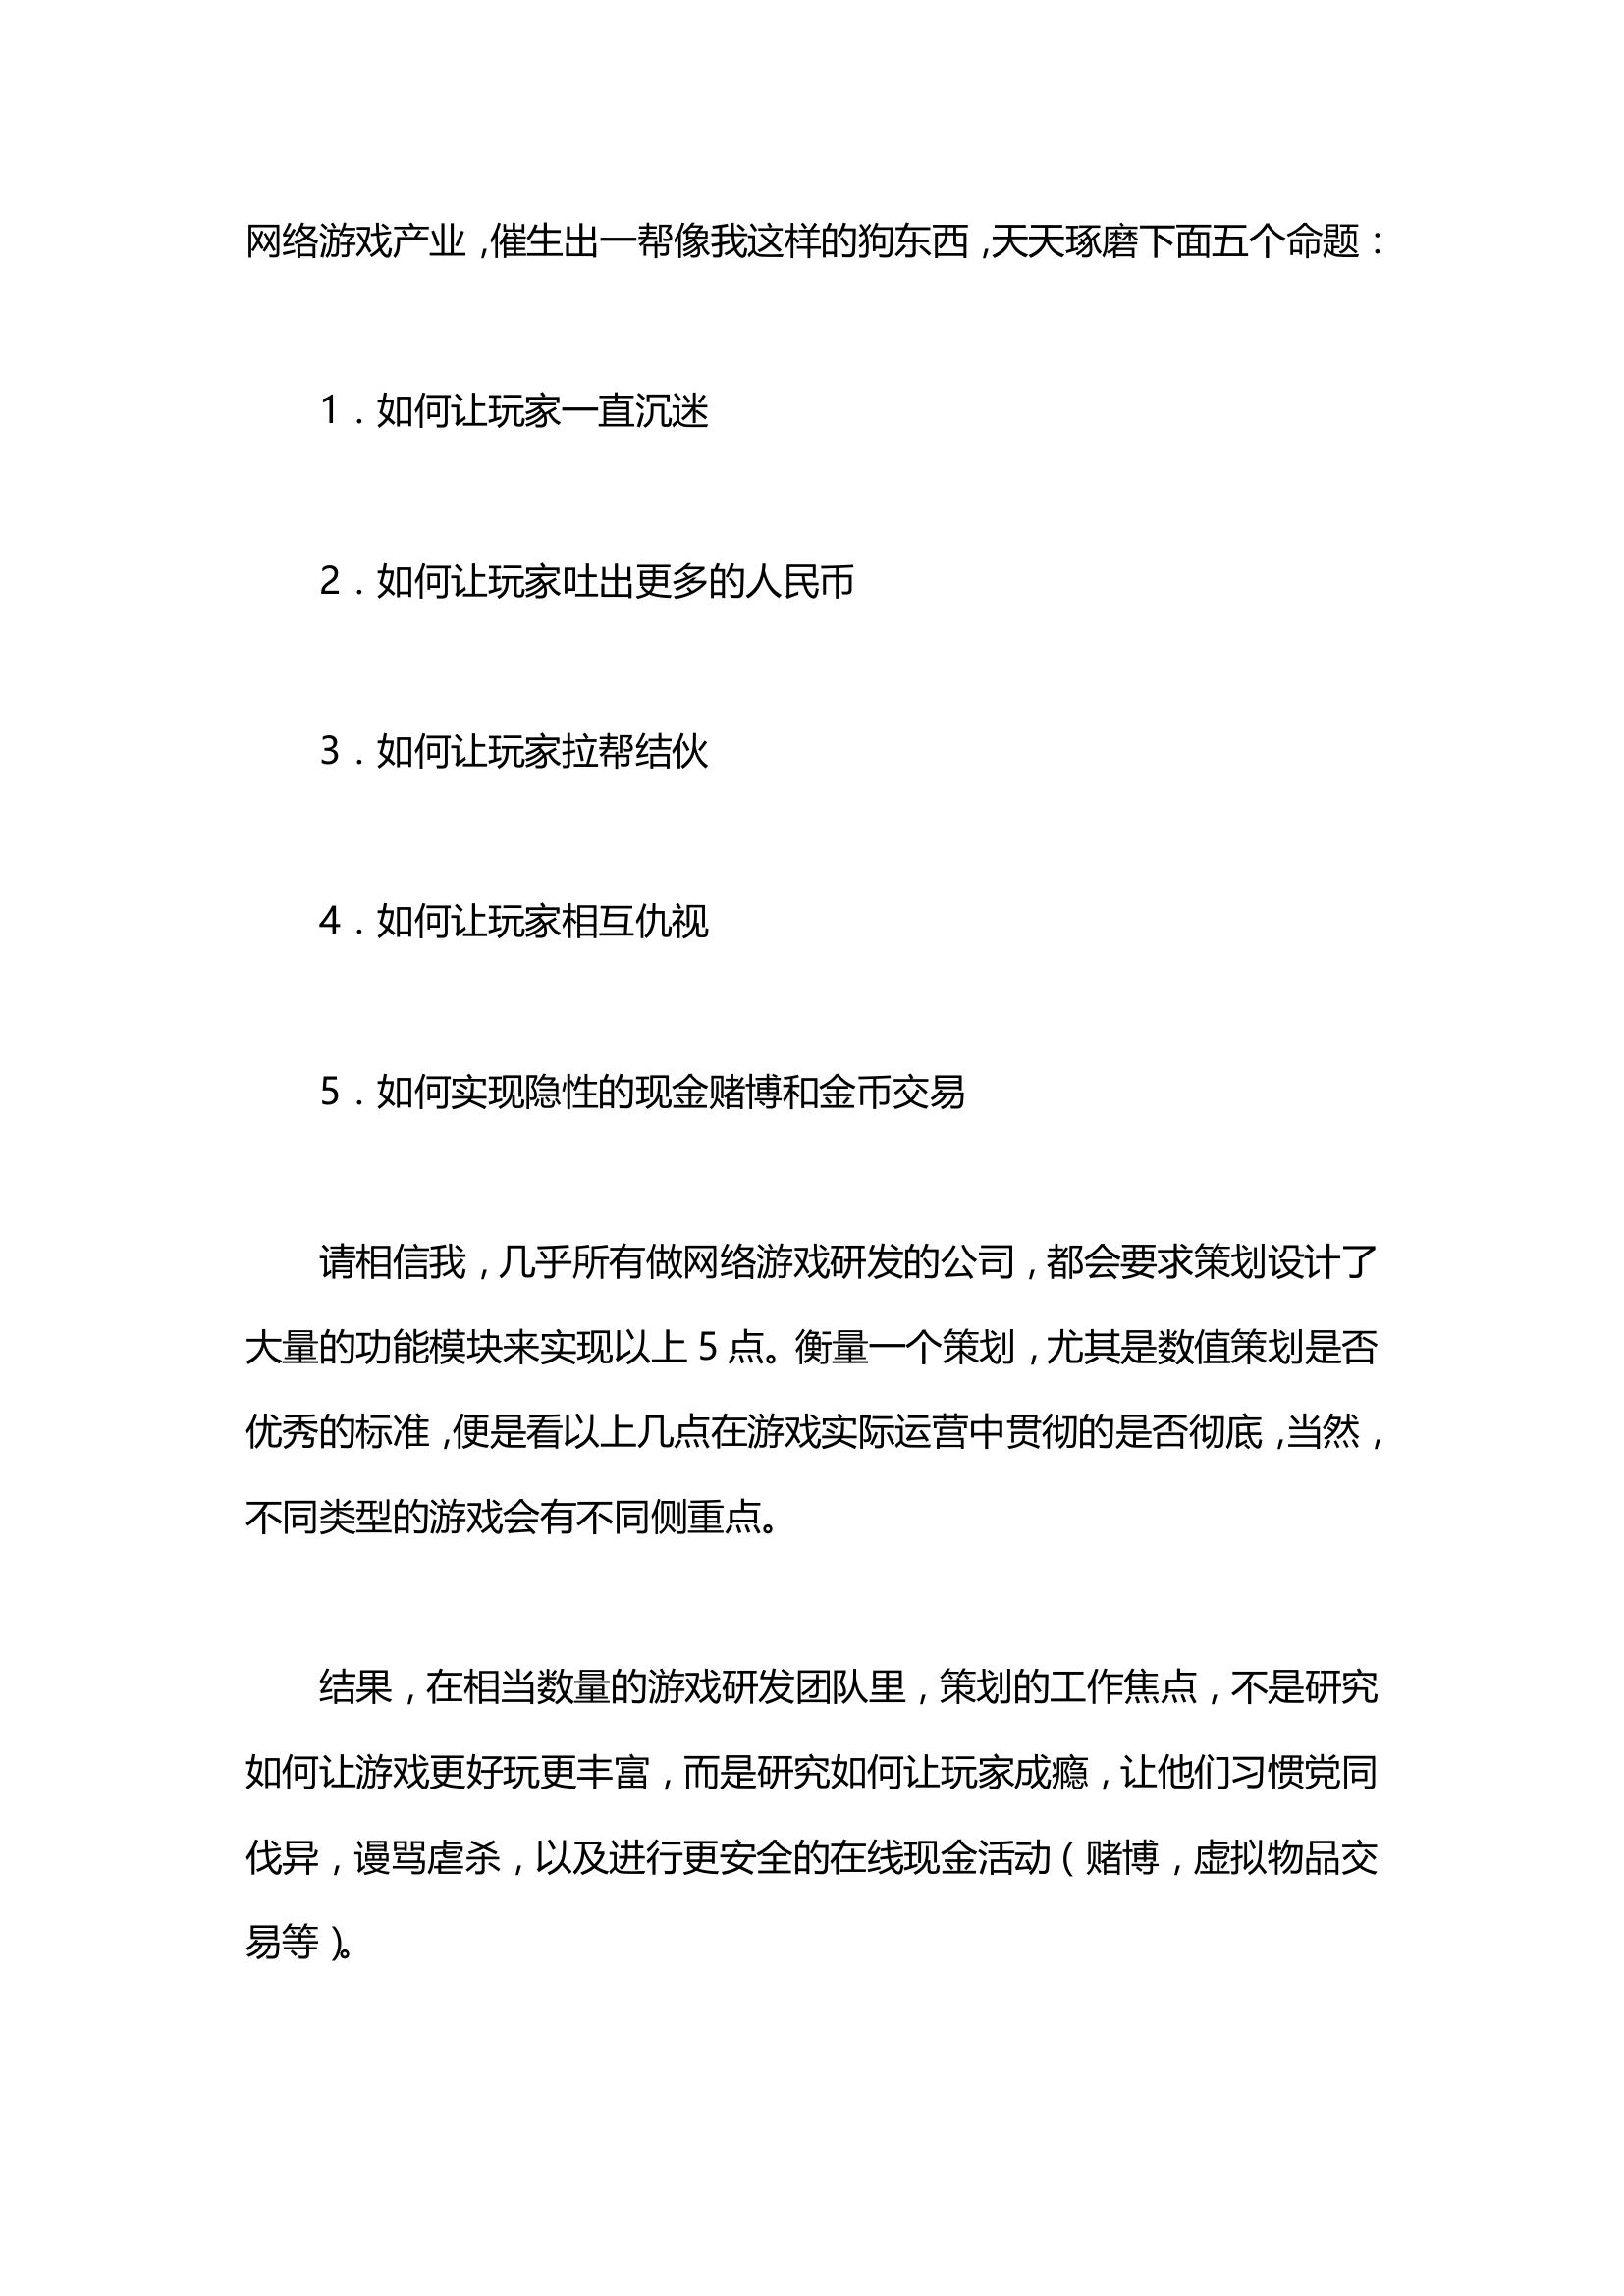 网络游戏产业，催生出一帮像我这样的狗东西，天天琢磨下面五个命题：
1．如何让玩家一直沉迷
2．如何让玩家吐出更多的人民币
3．如何让玩家拉帮结伙
4．如何让玩家相互仇视
5．如何实现隐性的现金赌博和金币交易
请相信我，几乎所有做网络游戏研发的公司，都会要求策划设计了
大量的功能模块来实现以上 5 点。衡量一个策划，尤其是数值策划是否
优秀的标准，便是看以上几点在游戏实际运营中贯彻的是否彻底，当然，
不同类型的游戏会有不同侧重点。
结果，在相当数量的游戏研发团队里，策划的工作焦点，不是研究
如何让游戏更好玩更丰富，而是研究如何让玩家成瘾，让他们习惯党同
伐异，谩骂虐杀，以及进行更安全的在线现金活动（赌博，虚拟物品交
易等）。